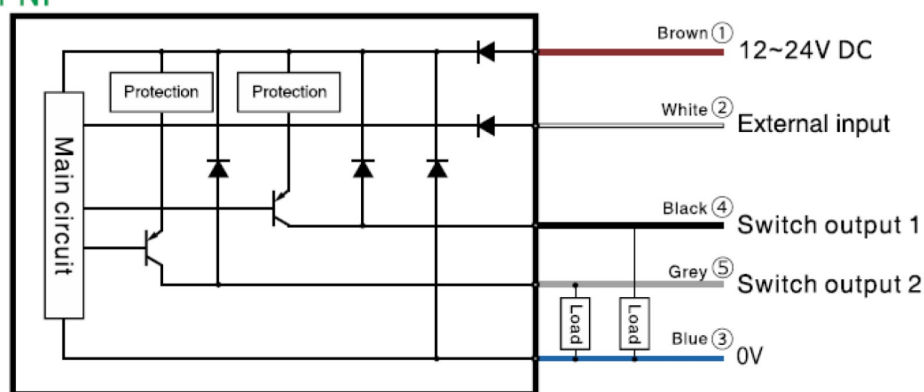 Brown ①
12~24V DC
Protection
Protection
White ②
External input
Main circuit
Black ④
Switch output 1
Grey ⑤
Switch output 2
Load
Load
Blue ③
0V